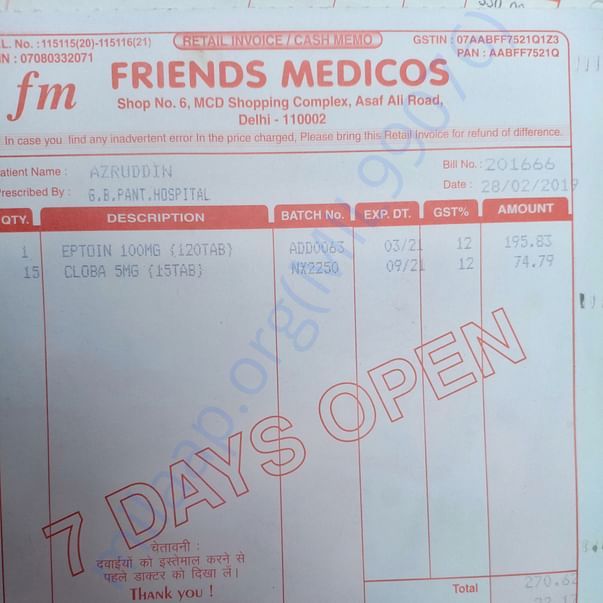 L. No. :115115(20)-115116(21)
RETAIL INVOICE / CASH MEMO
GSTIN : 07AABFF7521Q1Z3
IN : 07080332071
PAN : AABFF7521Q
fm
FRIENDS MEDICOS
Shop No. 6, MCD Shopping Complex, Asaf Ali Road,
Delhi - 110002
In case you find any inadvertent error In the price charged, Please bring this Retail Invoice for refund of difference.
atient Name : AZRUDDIN
Bill No. : 201666
rescribed By : G.B.PANT.HOSPITAL
Date : 28/02/2019
QTY. DESCRIPTION BATCH No. EXP. DT. GST% AMOUNT
1 EPTOIN 100MG {120TAB} ADD0063 03/21 12 195.83
15 CLOBA 5MG {15TAB} NX2250 09/21 12 74.79
7 DAYS OPEN
चेतावनी :
दवाईयों को इस्तेमाल करने से
पहले डाक्टर को दिखा लें।
THANK YOU !
Total 270.62